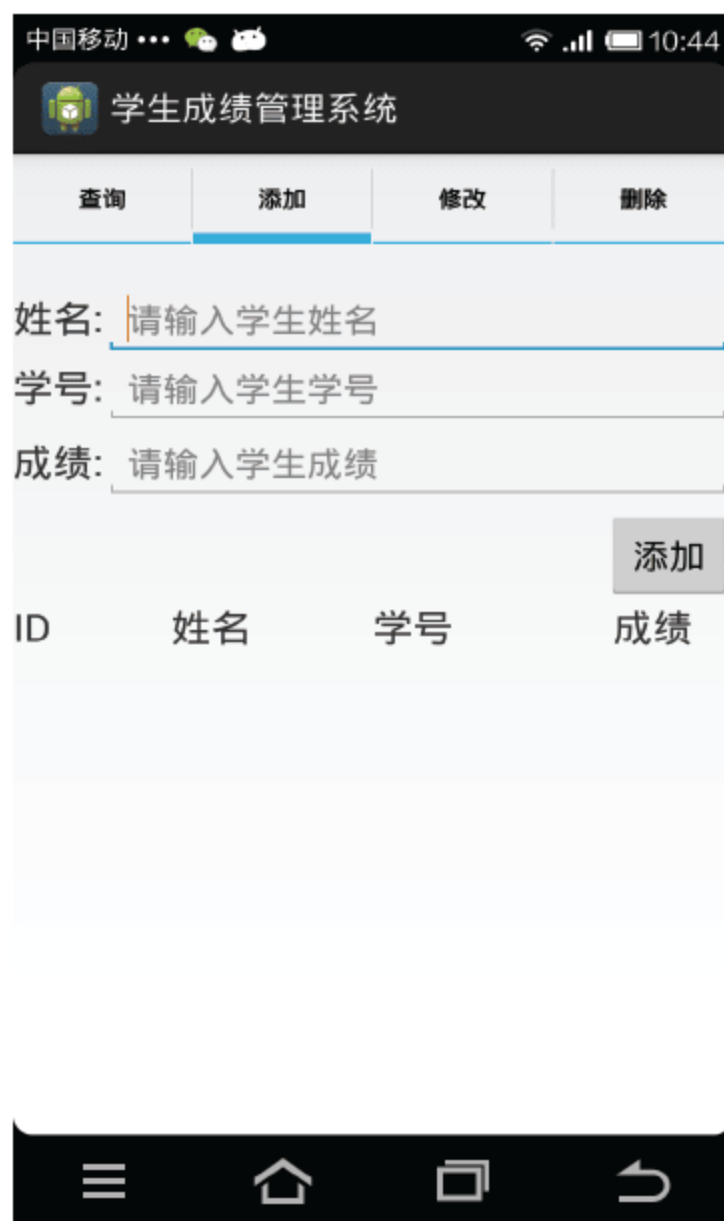 中国移动 ••• 10:44
学生成绩管理系统
查询 添加 修改 删除
姓名: 请输入学生姓名
学号: 请输入学生学号
成绩: 请输入学生成绩
添加
ID 姓名 学号 成绩